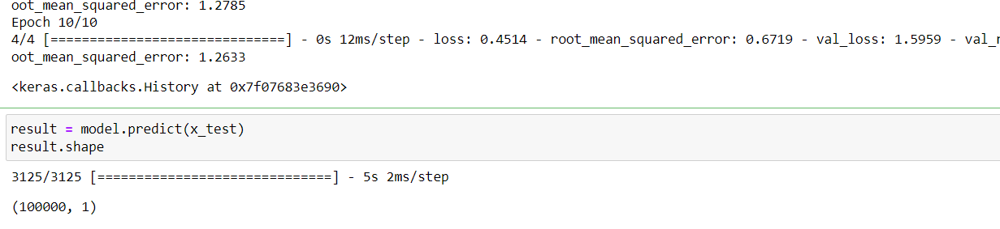 oot_mean_squared_error: 1.2785
Epoch 10/10
4/4 [==============================] - 0s 12ms/step - loss: 0.4514 - root_mean_squared_error: 0.6719 - val_loss: 1.5959 - val_r
oot_mean_squared_error: 1.2633
<keras.callbacks.History at 0x7f07683e3690>
result = model.predict(x_test)
result.shape
3125/3125 [==============================] - 5s 2ms/step
(100000, 1)